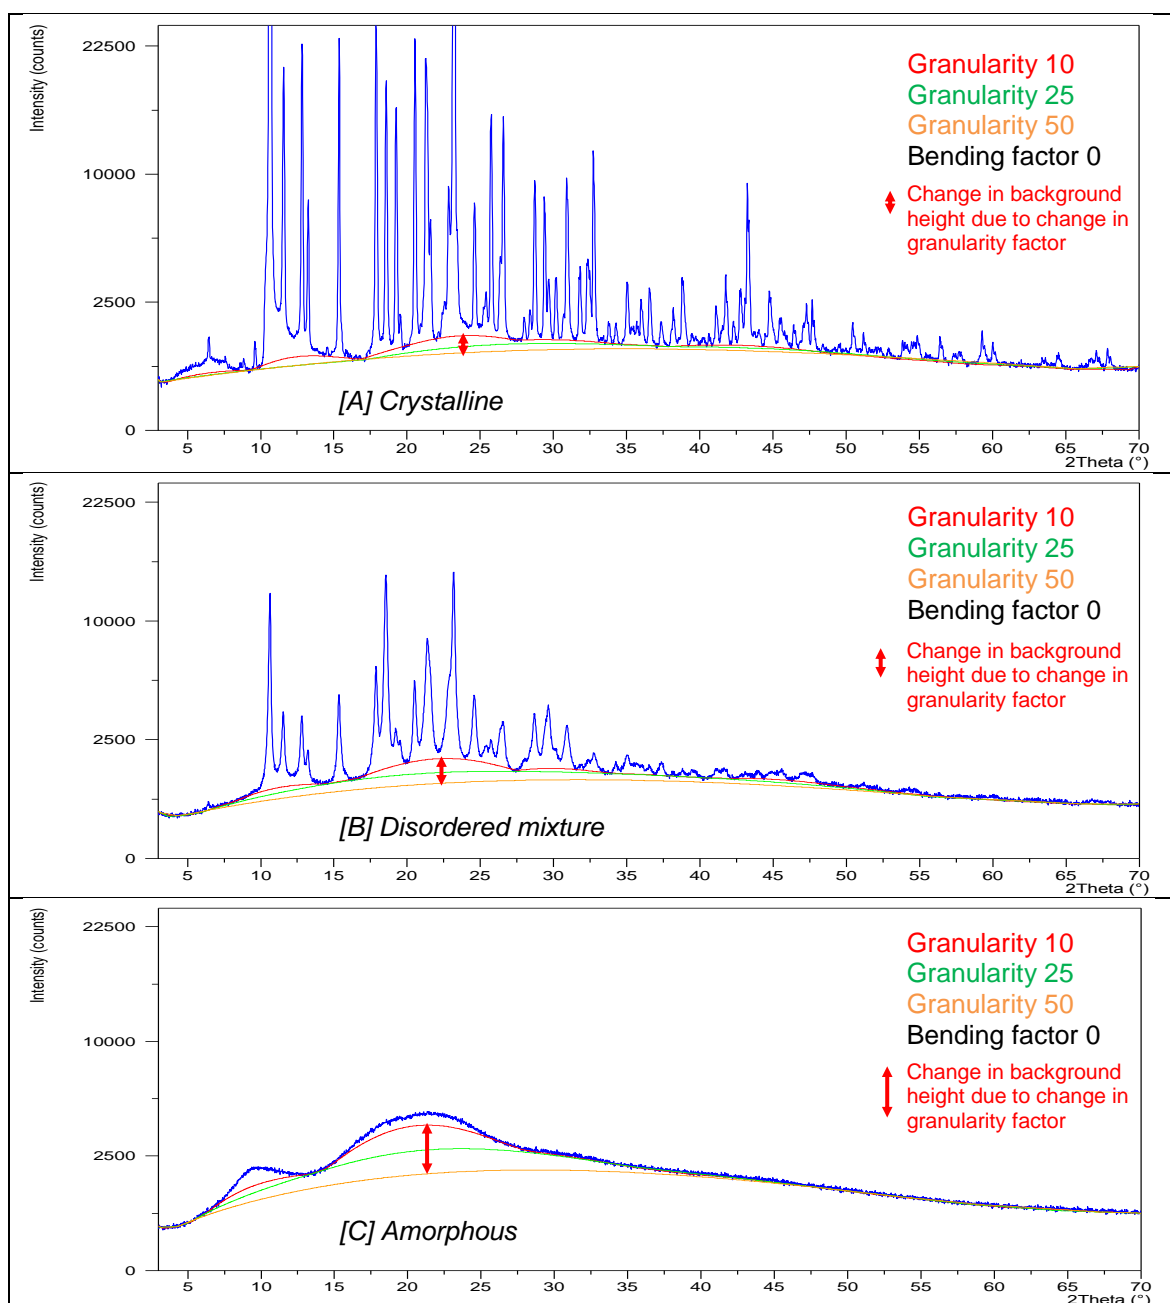 Intensity (counts)
22500
10000
2500
0
Granularity 10
Granularity 25
Granularity 50
Bending factor 0
Change in background
height due to change in
granularity factor
[A] Crystalline
5 10 15 20 25 30 35 40 45 50 55 60 65 70
2Theta (°)
Intensity (counts)
22500
10000
2500
0
Granularity 10
Granularity 25
Granularity 50
Bending factor 0
Change in background
height due to change in
granularity factor
[B] Disordered mixture
5 10 15 20 25 30 35 40 45 50 55 60 65 70
2Theta (°)
Intensity (counts)
22500
10000
2500
0
Granularity 10
Granularity 25
Granularity 50
Bending factor 0
Change in background
height due to change in
granularity factor
[C] Amorphous
5 10 15 20 25 30 35 40 45 50 55 60 65 70
2Theta (°)